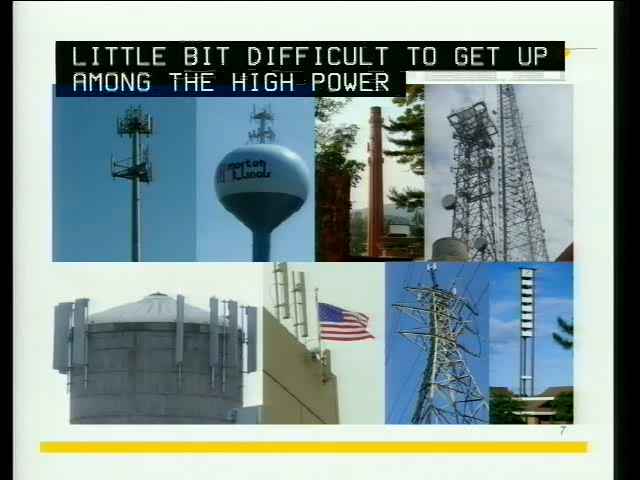 LITTLE BIT DIFFICULT TO GET UP
AMONG THE HIGH POWER
morton
Illinois
7